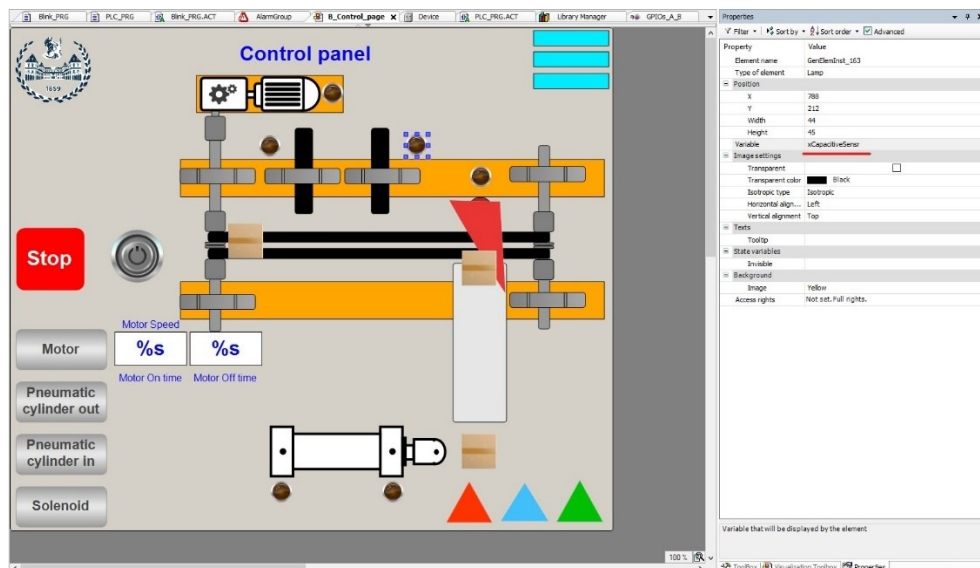 Blink_PRG
PLC_PRG
Blink_PRG.ACT
AlarmGroup
B_Control_page
X
Device
PLC_PRG.ACT
Library Manager
GPIOs_A_B
1859
Control panel
Stop
Motor Speed
%s
%s
Motor On time
Motor Off time
Motor
Pneumatic
cylinder out
Pneumatic
cylinder in
Solenoid
100 %
Properties
Filter
Sort by
Sort order
Advanced
Property Value
Element name GenElemInst_163
Type of element Lamp
Position
X 788
Y 212
Width 44
Height 45
Variable xCapacitiveSensr
Image settings
Transparent
Transparent color Black
Isotropic type Isotropic
Horizontal align... Left
Vertical alignment Top
Texts
Tooltip
State variables
Invisible
Background
Image Yellow
Access rights Not set. Full rights.
Variable that will be displayed by the element
ToolBox
Visualization Toolbox
Properties